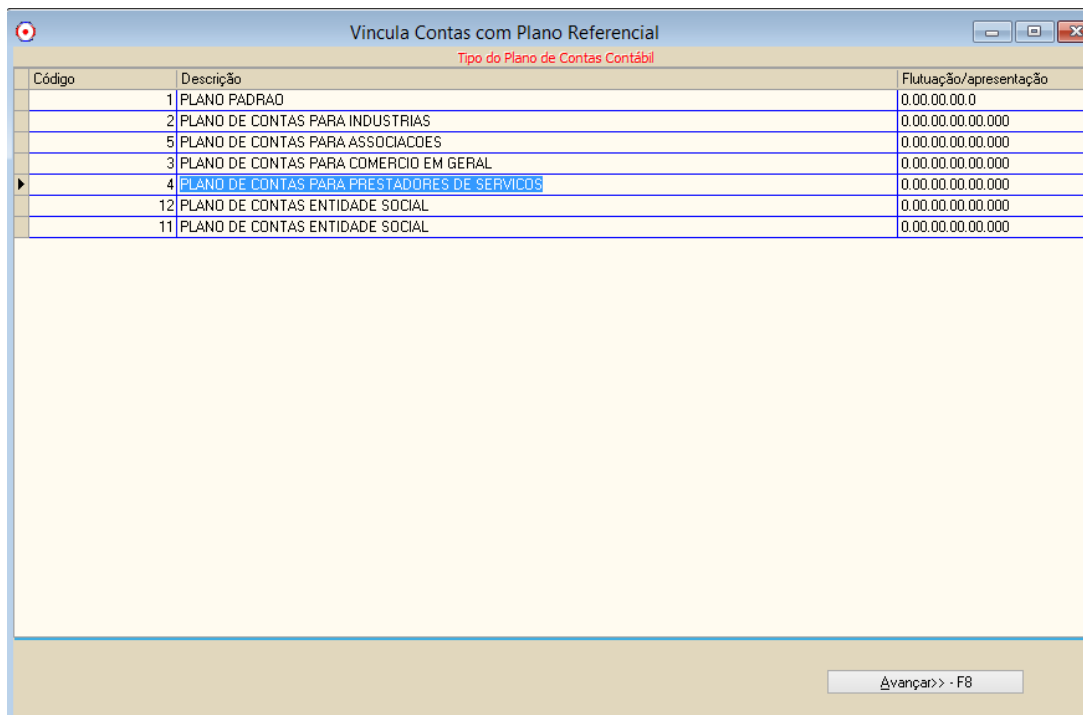 Vincula Contas com Plano Referencial
Tipo do Plano de Contas Contábil
Código Descrição Flutuação/apresentação
1 PLANO PADRAO 0.00.00.00.0
2 PLANO DE CONTAS PARA INDUSTRIAS 0.00.00.00.00.000
5 PLANO DE CONTAS PARA ASSOCIACOES 0.00.00.00.00.000
3 PLANO DE CONTAS PARA COMERCIO EM GERAL 0.00.00.00.00.000
4 PLANO DE CONTAS PARA PRESTADORES DE SERVICOS 0.00.00.00.00.000
12 PLANO DE CONTAS ENTIDADE SOCIAL 0.00.00.00.00.000
11 PLANO DE CONTAS ENTIDADE SOCIAL 0.00.00.00.00.000
Avançar>> - F8